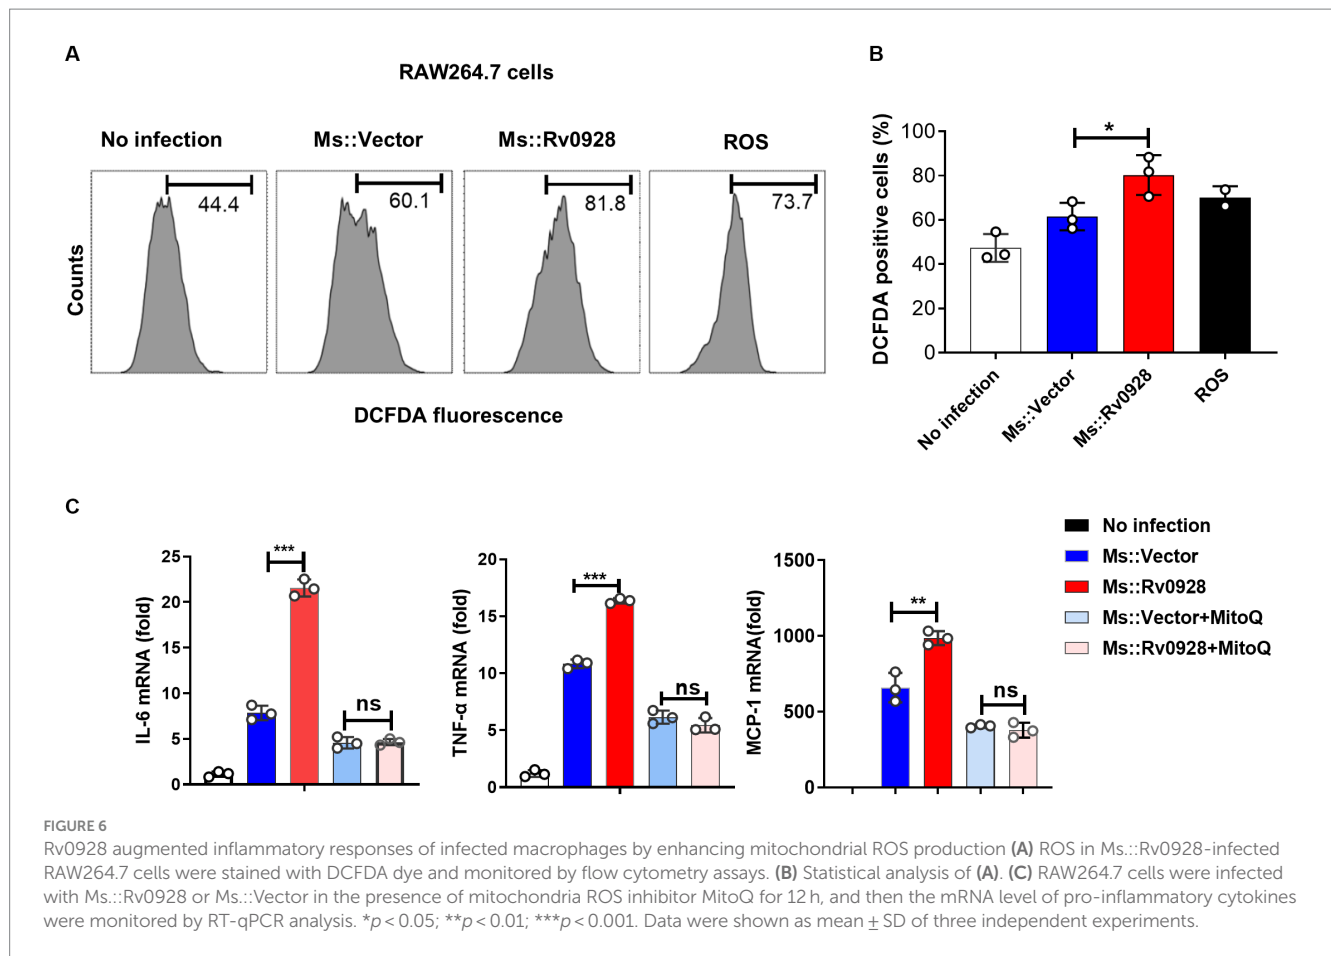 A
RAW264.7 cells
No infection
Ms::Vector
Ms::Rv0928
ROS
44.4
60.1
81.8
73.7
Counts
DCFDA fluorescence
B
DCFDA positive cells (%)
100
80
60
40
20
0
*
No infection
Ms::Vector
Ms::Rv0928
ROS
C
IL-6 mRNA (fold)
25
20
15
10
5
0
***
ns
TNF-α mRNA (fold)
20
15
10
5
0
***
ns
MCP-1 mRNA(fold)
1500
1000
500
0
**
ns
No infection
Ms::Vector
Ms::Rv0928
Ms::Vector+MitoQ
Ms::Rv0928+MitoQ
FIGURE 6
Rv0928 augmented inflammatory responses of infected macrophages by enhancing mitochondrial ROS production (A) ROS in Ms.::Rv0928-infected
RAW264.7 cells were stained with DCFDA dye and monitored by flow cytometry assays. (B) Statistical analysis of (A). (C) RAW264.7 cells were infected
with Ms.::Rv0928 or Ms.::Vector in the presence of mitochondria ROS inhibitor MitoQ for 12 h, and then the mRNA level of pro-inflammatory cytokines
were monitored by RT-qPCR analysis. *p < 0.05; **p < 0.01; ***p < 0.001. Data were shown as mean ± SD of three independent experiments.